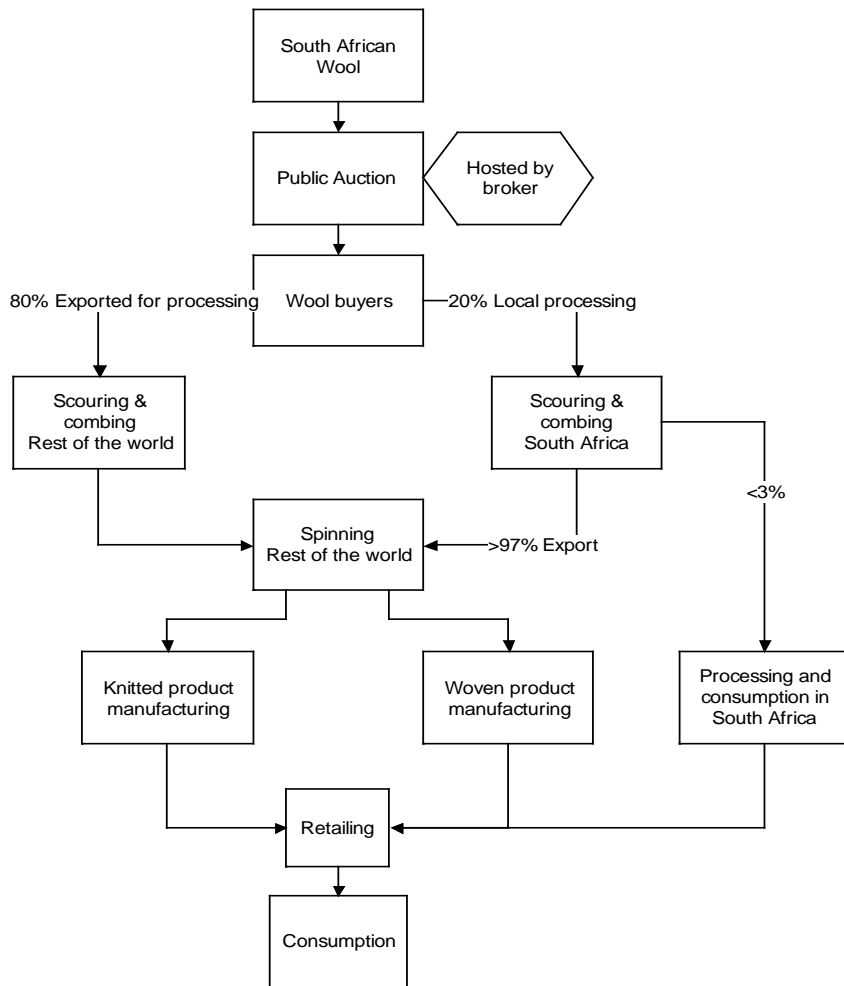 South African
Wool
Public Auction
Hosted by
broker
Wool buyers
80% Exported for processing
20% Local processing
Scouring &
combing
Rest of the world
Scouring &
combing
South Africa
<3%
Spinning
Rest of the world
>97% Export
Knitted product
manufacturing
Woven product
manufacturing
Processing and
consumption in
South Africa
Retailing
Consumption